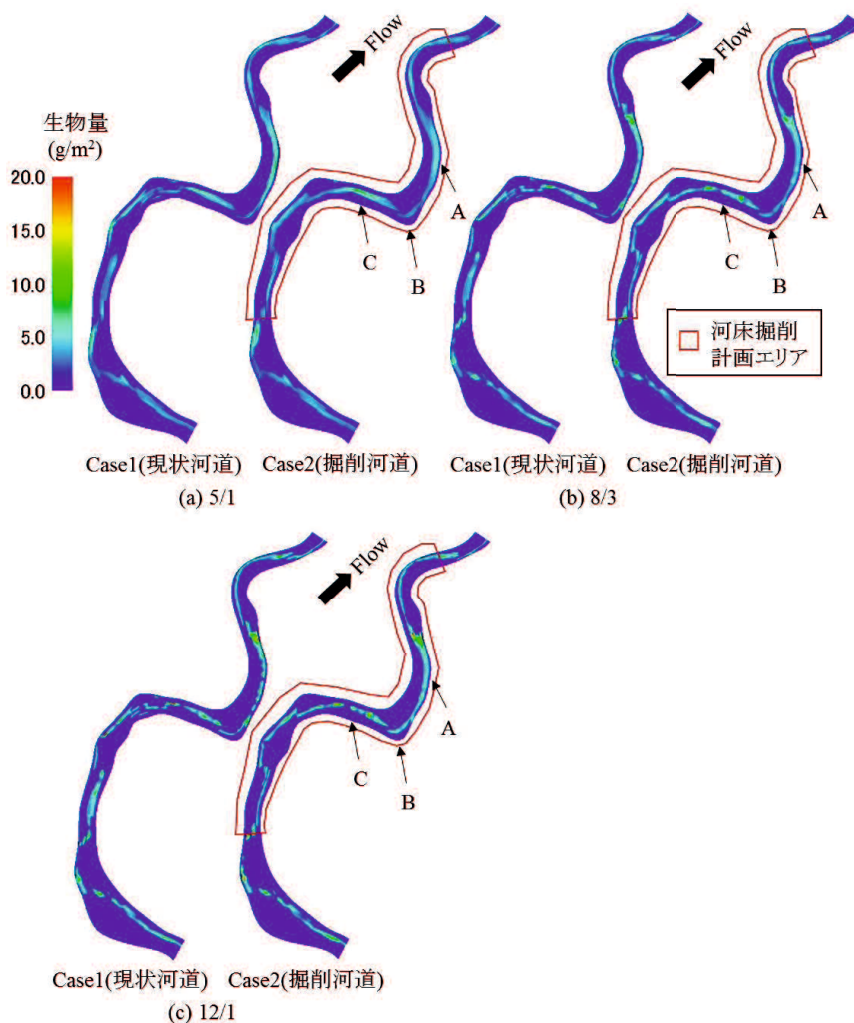 Flow
Flow
生物量
(g/m²)
20.0
15.0
10.0
5.0
0.0
A
B
C
A
B
C
河床掘削
計画エリア
Case1(現状河道)
Case2(掘削河道)
Case1(現状河道)
Case2(掘削河道)
(a) 5/1
(b) 8/3
Flow
A
B
C
Case1(現状河道)
Case2(掘削河道)
(c) 12/1